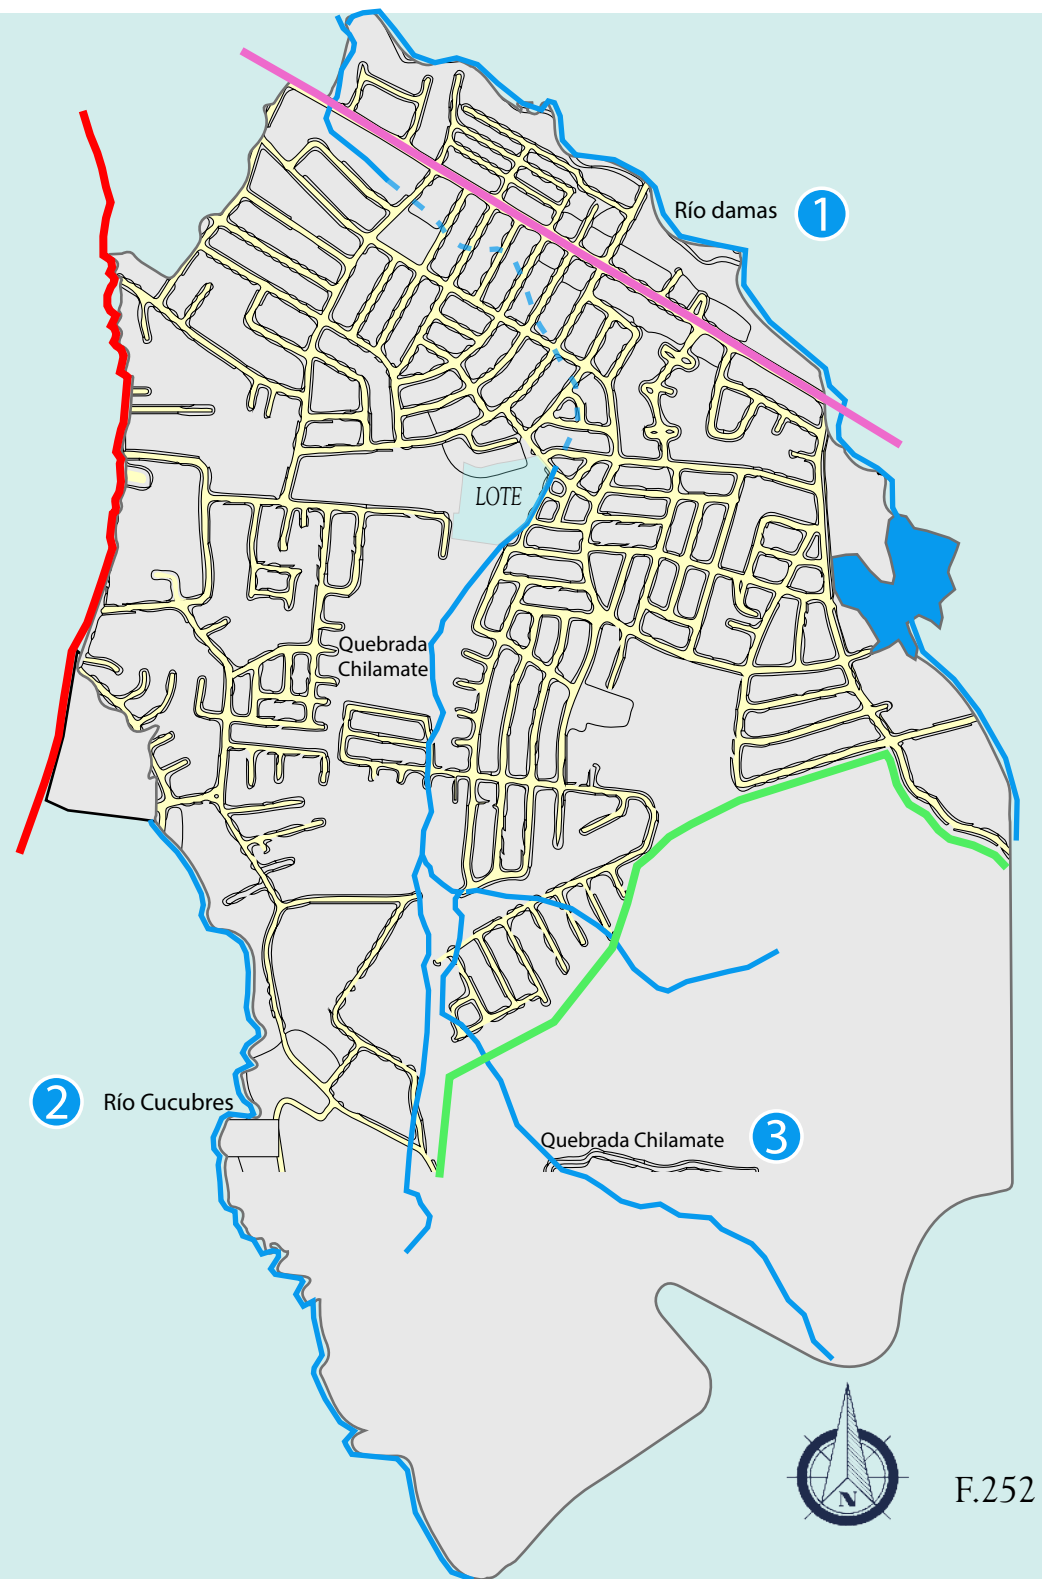 Río damas 1
LOTE
Quebrada
Chilamate
2 Río Cucubres
Quebrada Chilamate 3
N
F.252